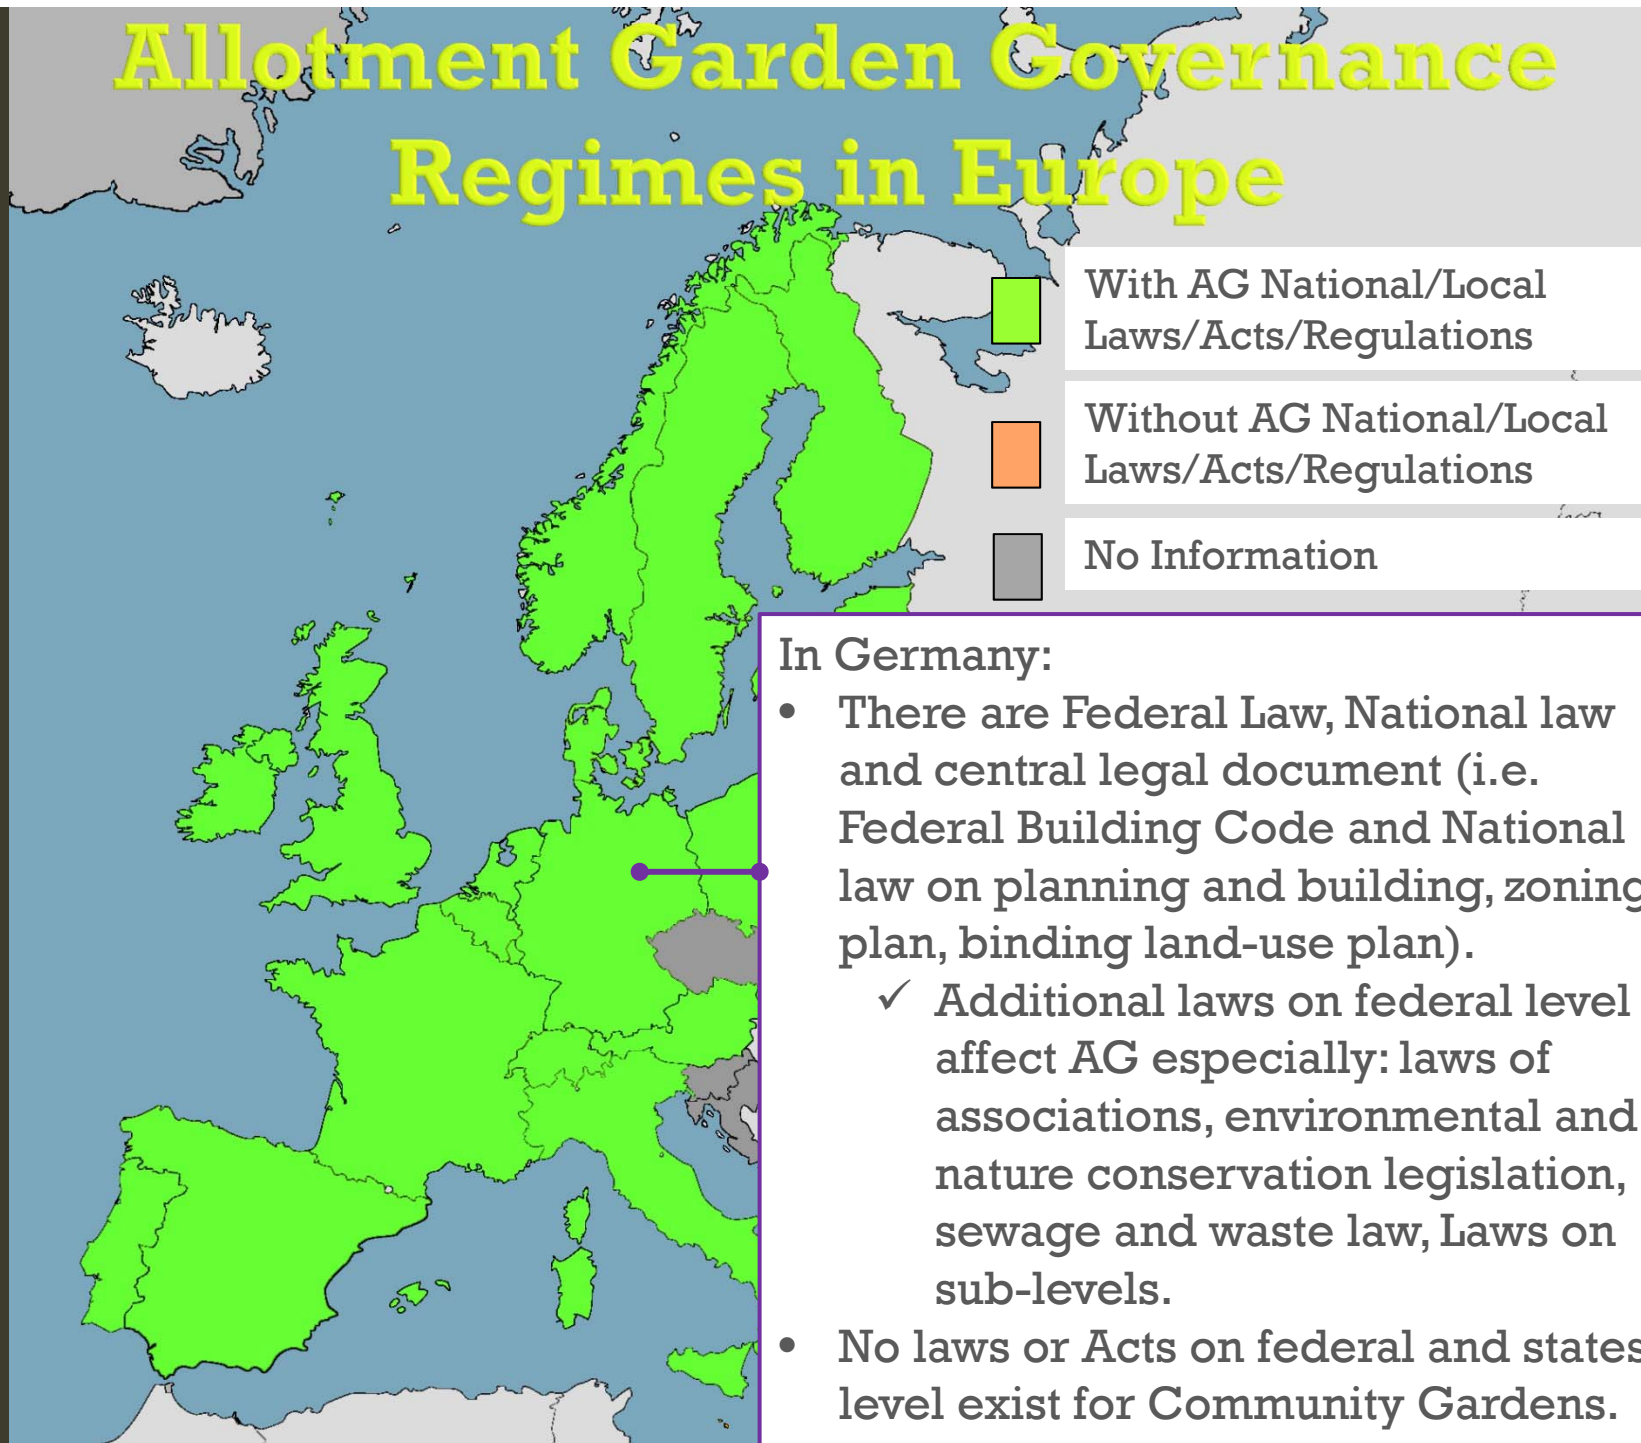 Allotment Garden Governance
Regimes in Europe
With AG National/Local
Laws/Acts/Regulations
Without AG National/Local
Laws/Acts/Regulations
No Information
In Germany:
• There are Federal Law, National law
and central legal document (i.e.
Federal Building Code and National
law on planning and building, zoning
plan, binding land-use plan).
✓ Additional laws on federal level
affect AG especially: laws of
associations, environmental and
nature conservation legislation,
sewage and waste law, Laws on
sub-levels.
• No laws or Acts on federal and states
level exist for Community Gardens.